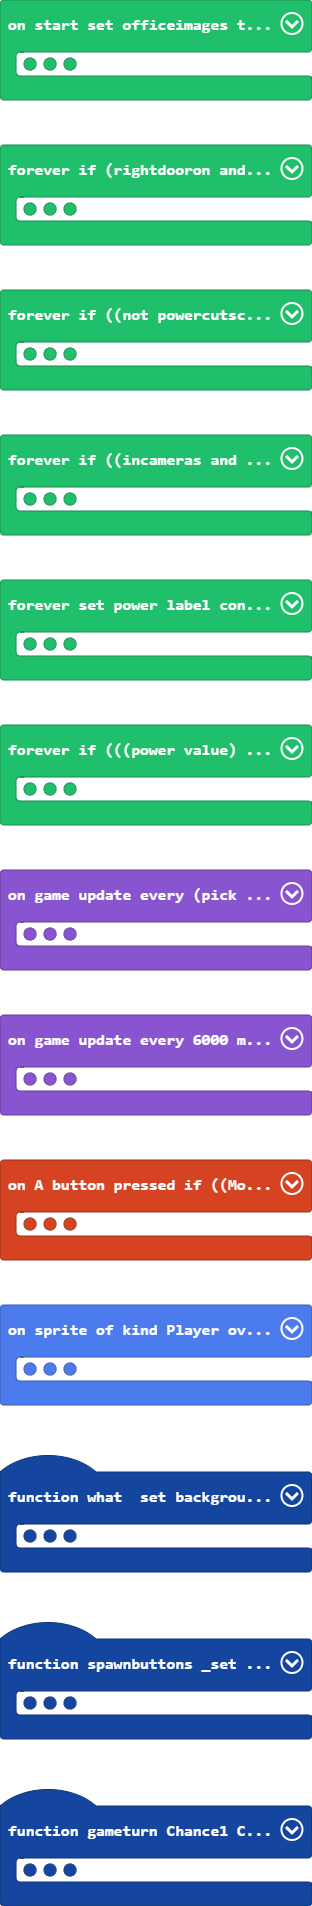 on start set officeimages t...
forever if (rightdooron and...
forever if ((not powercutsc...
forever if ((incameras and ...
forever set power label con...
forever if (((power value) ...
on game update every (pick ...
on game update every 6000 m...
on A button pressed if ((Mo...
on sprite of kind Player ov...
function what  set backgrou...
function spawnbuttons _set ...
function gameturn Chance1 C...